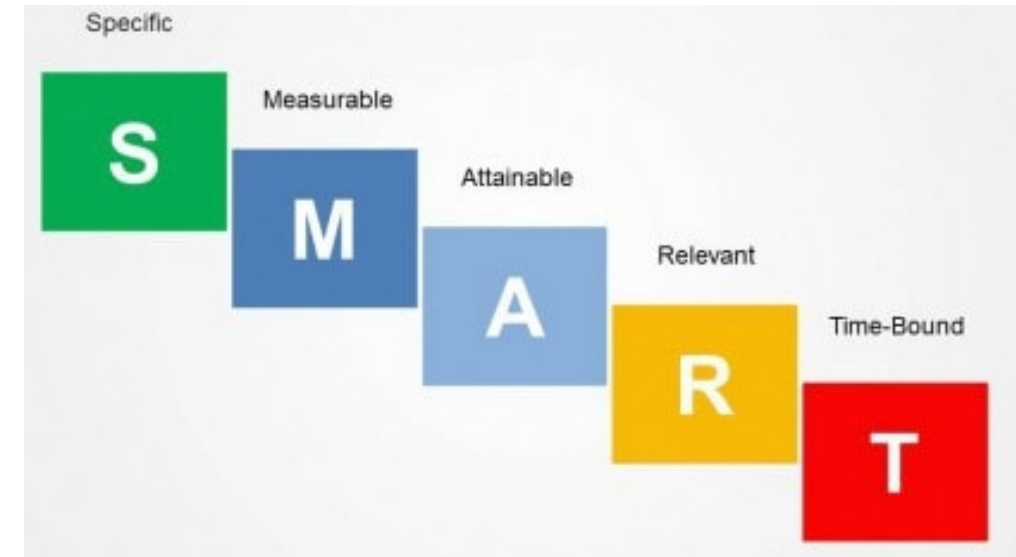 Specific
S
Measurable
M
Attainable
A
Relevant
R
Time-Bound
T